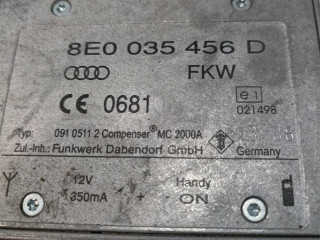 8E0 035 456 D
FKW
CE 0681
e1
021498
Typ: 091 0511 2 Compenser® MC 2000A
Zul.-Inh.: Funkwerk Dabendorf GmbH
Germany
12V
350mA
+
Handy
ON